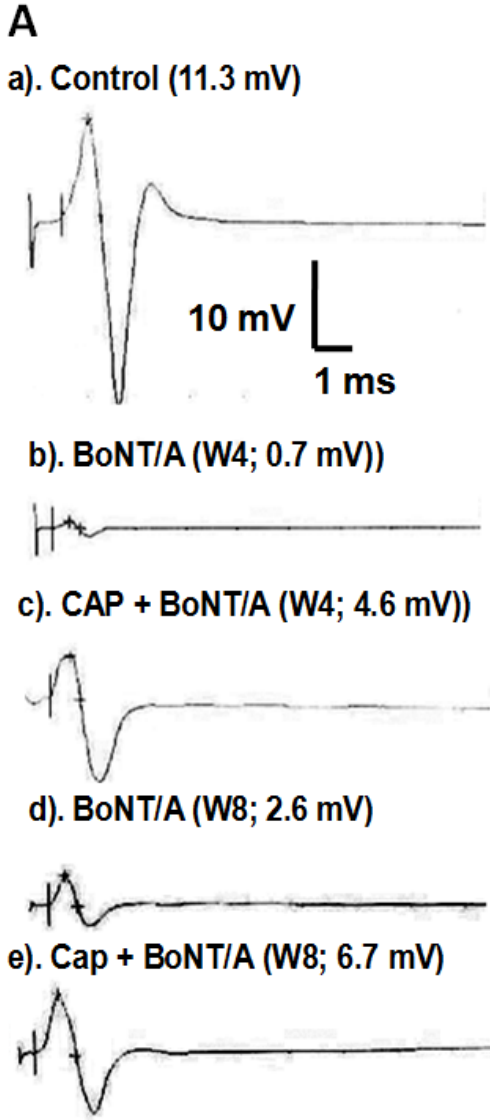 A
a). Control (11.3 mV)
10 mV
1 ms
b). BoNT/A (W4; 0.7 mV))
c). CAP + BoNT/A (W4; 4.6 mV))
d). BoNT/A (W8; 2.6 mV)
e). Cap + BoNT/A (W8; 6.7 mV)